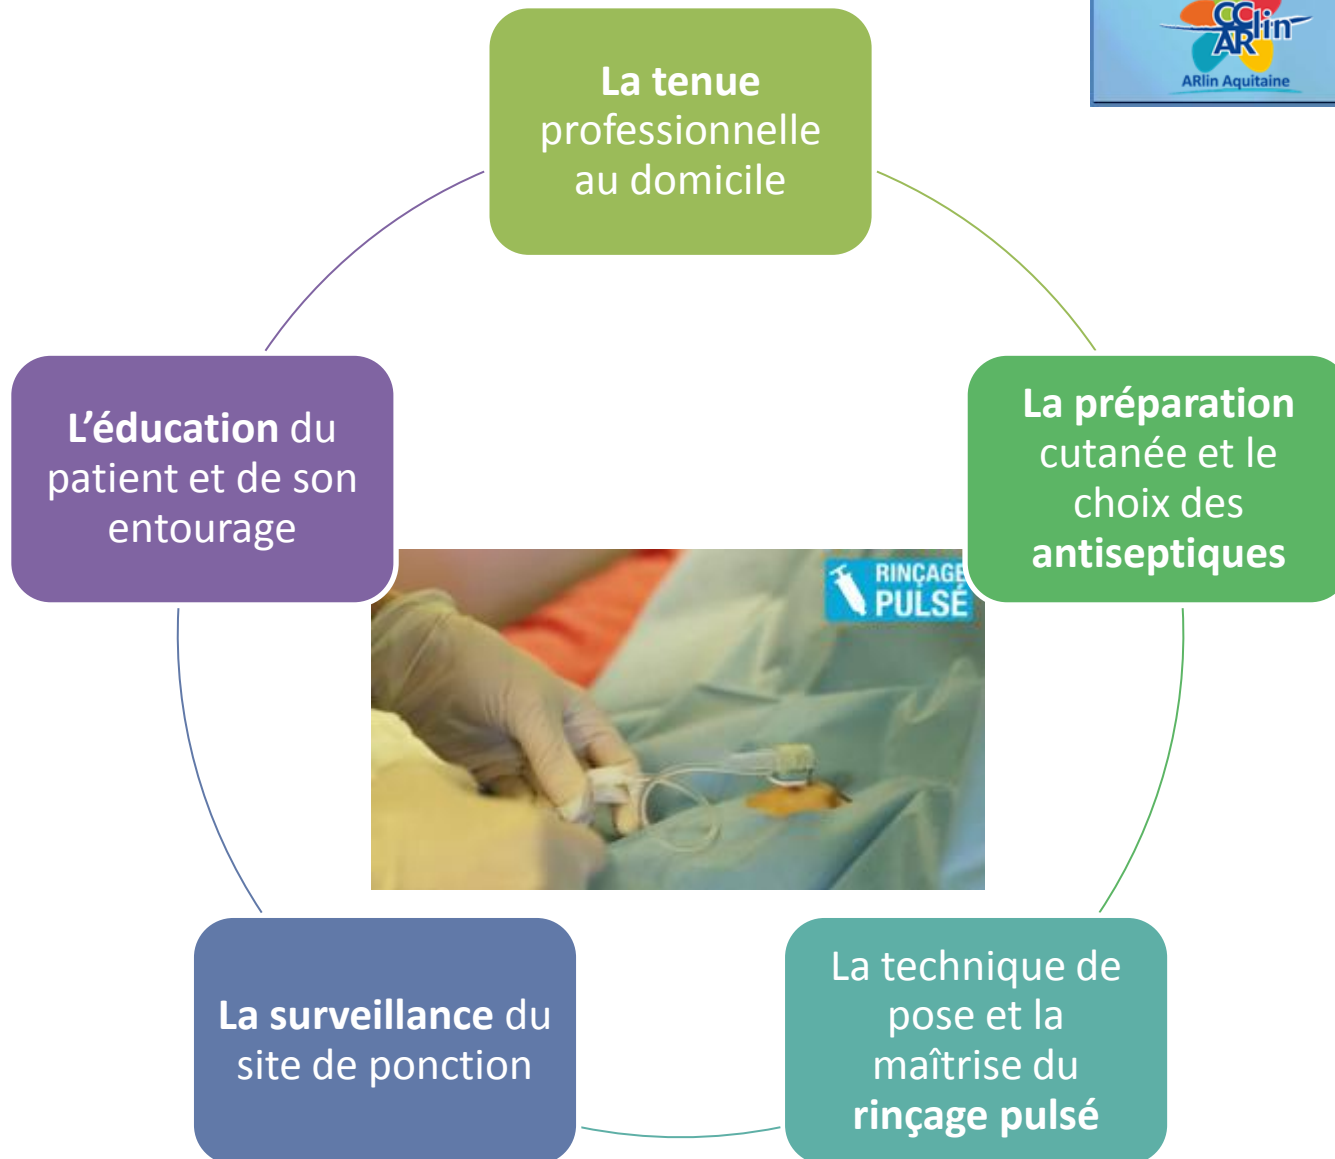 CClin
AR
ARlin Aquitaine
La tenue
professionnelle
au domicile
La préparation
cutanée et le
choix des
antiseptiques
La technique de
pose et la
maîtrise du
rinçage pulsé
La surveillance du
site de ponction
L’éducation du
patient et de son
entourage
RINÇAGE
PULSÉ